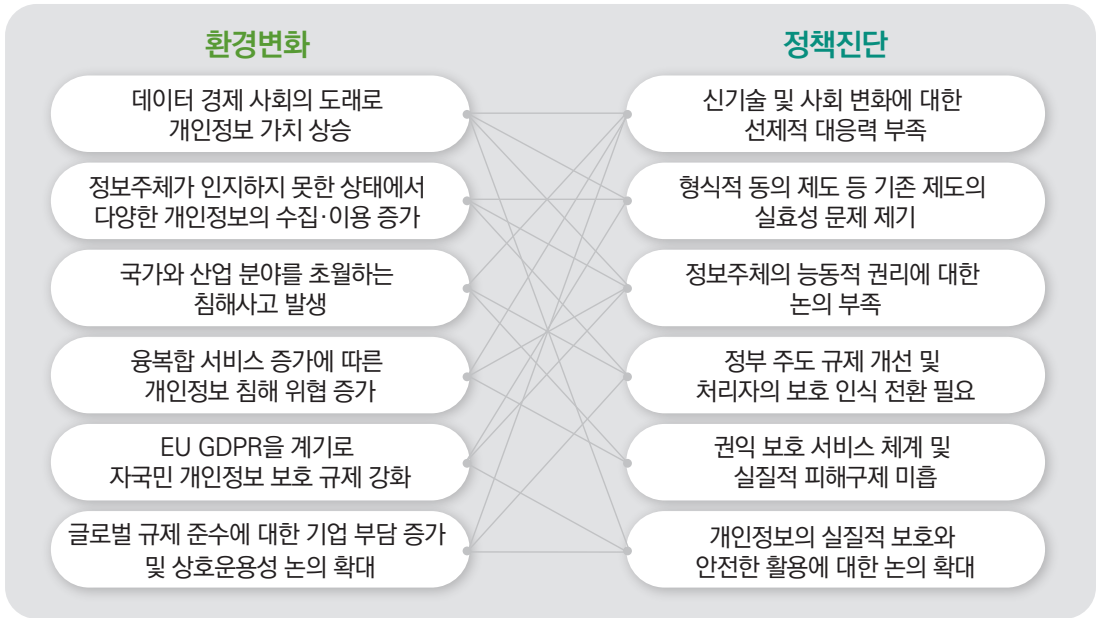 환경변화
데이터 경제 사회의 도래로
개인정보 가치 상승
정보주체가 인지하지 못한 상태에서
다양한 개인정보의 수집·이용 증가
국가와 산업 분야를 초월하는
침해사고 발생
융복합 서비스 증가에 따른
개인정보 침해 위협 증가
EU GDPR을 계기로
자국민 개인정보 보호 규제 강화
글로벌 규제 준수에 대한 기업 부담 증가
및 상호운용성 논의 확대
정책진단
신기술 및 사회 변화에 대한
선제적 대응력 부족
형식적 동의 제도 등 기존 제도의
실효성 문제 제기
정보주체의 능동적 권리에 대한
논의 부족
정부 주도 규제 개선 및
처리자의 보호 인식 전환 필요
권익 보호 서비스 체계 및
실질적 피해구제 미흡
개인정보의 실질적 보호와
안전한 활용에 대한 논의 확대